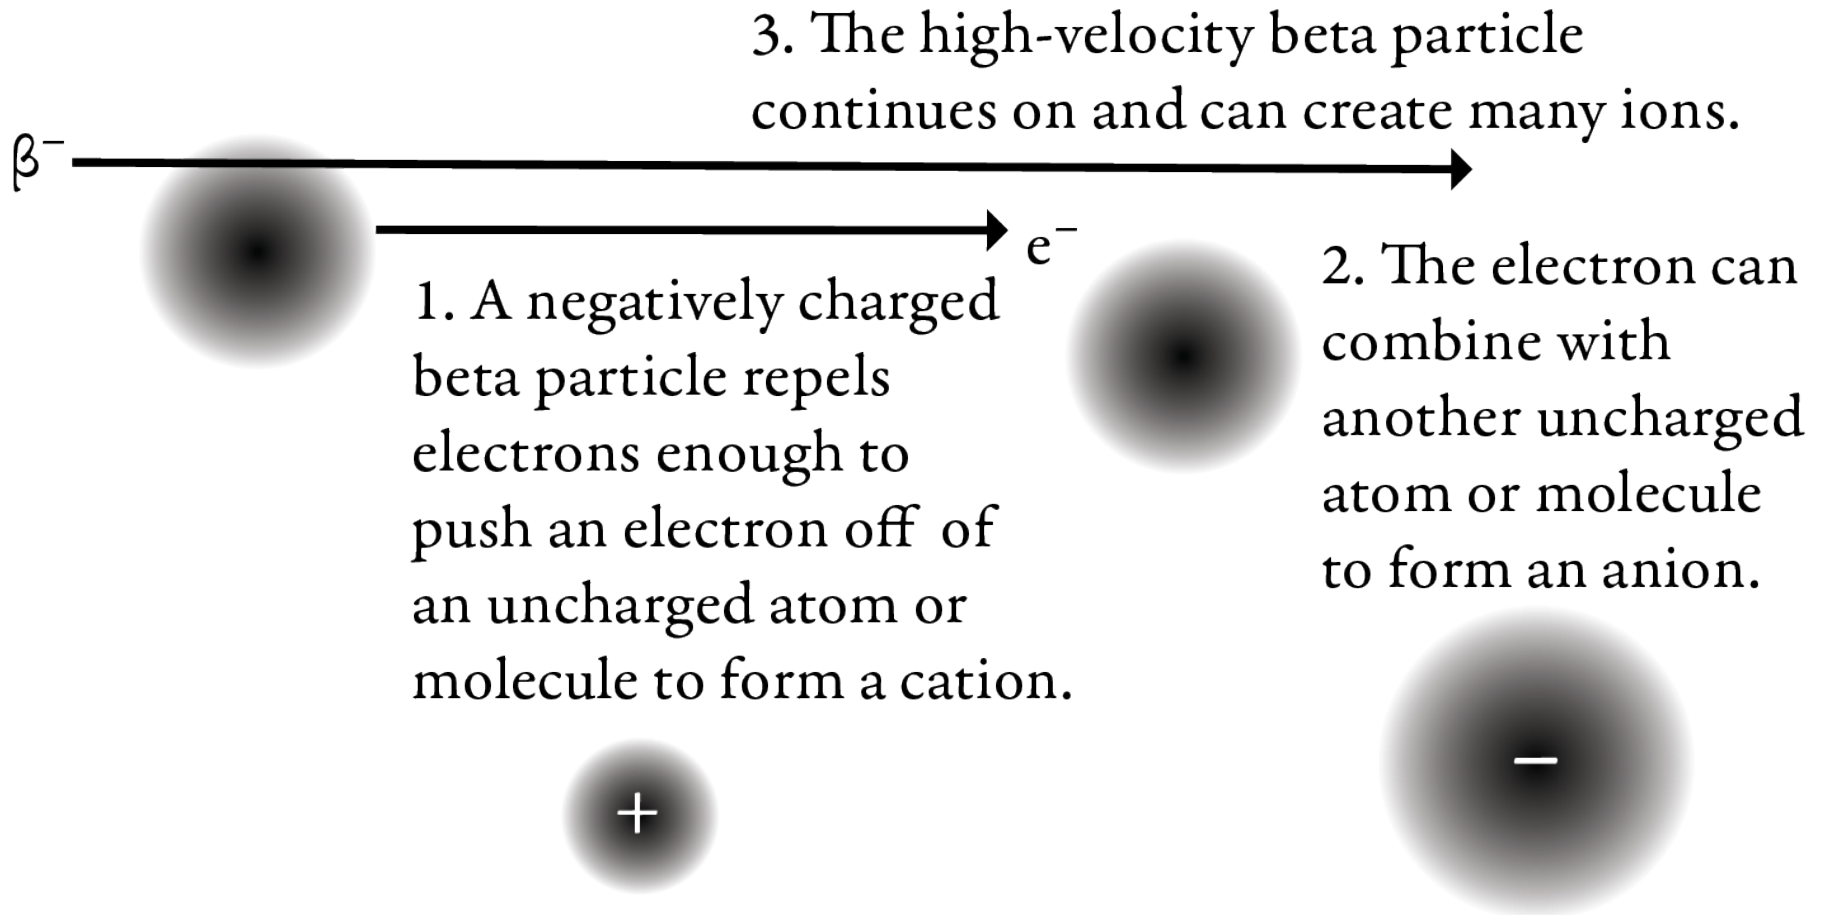 3. The high-velocity beta particle
continues on and can create many ions.
β⁻
e⁻
1. A negatively charged
beta particle repels
electrons enough to
push an electron off of
an uncharged atom or
molecule to form a cation.
+
2. The electron can
combine with
another uncharged
atom or molecule
to form an anion.
−